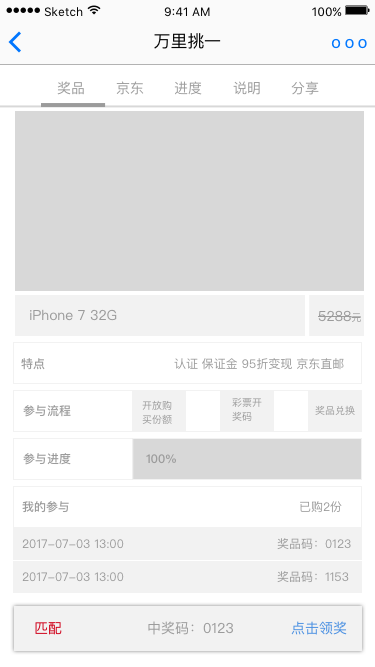 Sketch 9:41 AM 100%
万里挑一
奖品 京东 进度 说明 分享
iPhone 7 32G 5288元
特点 认证 保证金 95折变现 京东直邮
参与流程
开放购
买份额
彩票开
奖码
奖品兑换
参与进度 100%
我的参与 已购2份
2017-07-03 13:00 奖品码：0123
2017-07-03 13:00 奖品码：1153
匹配 中奖码：0123 点击领奖